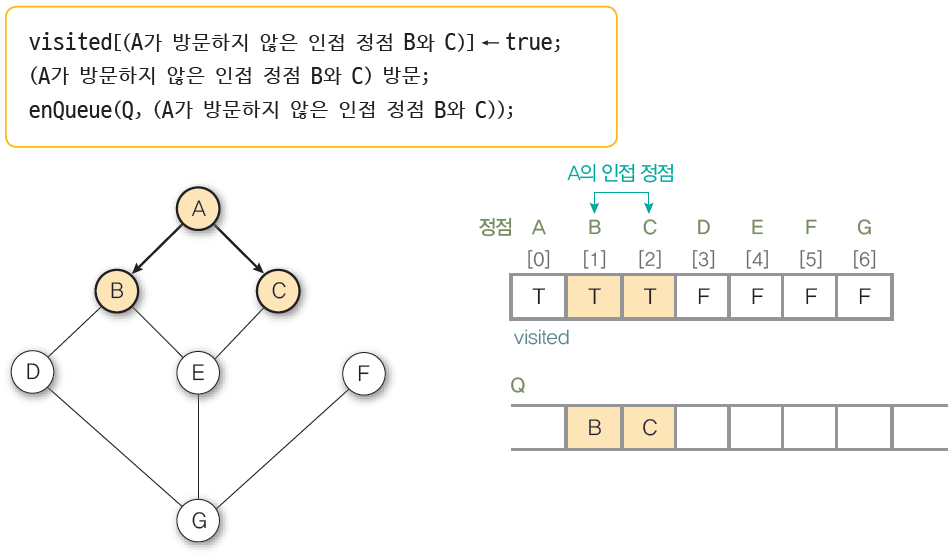 visited[(A가 방문하지 않은 인접 정점 B와 C)] ← true;
(A가 방문하지 않은 인접 정점 B와 C) 방문;
enQueue(Q, (A가 방문하지 않은 인접 정점 B와 C));
A의 인접 정점
정점 A B C D E F G
[0] [1] [2] [3] [4] [5] [6]
T T T F F F F
visited
Q
B C
A
B C
D E F
G